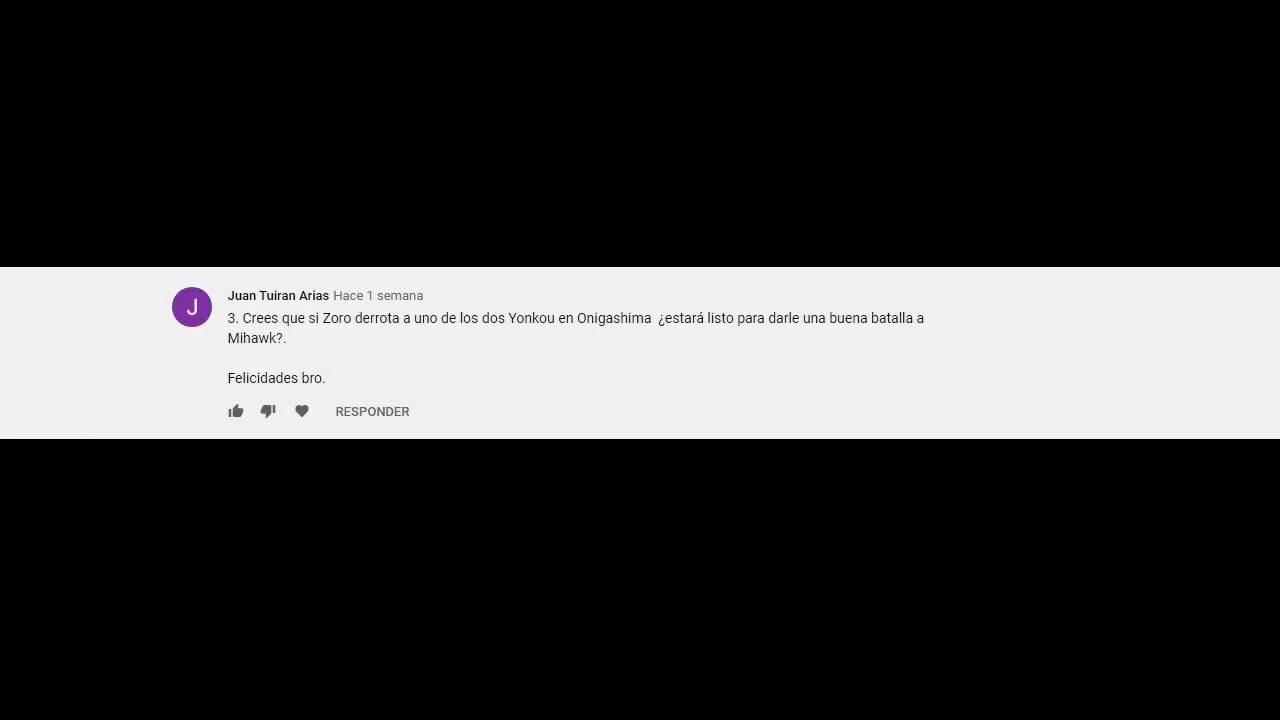 J
Juan Tuiran Arias Hace 1 semana
3. Crees que si Zoro derrota a uno de los dos Yonkou en Onigashima  ¿estará listo para darle una buena batalla a
Mihawk?.
Felicidades bro.
RESPONDER